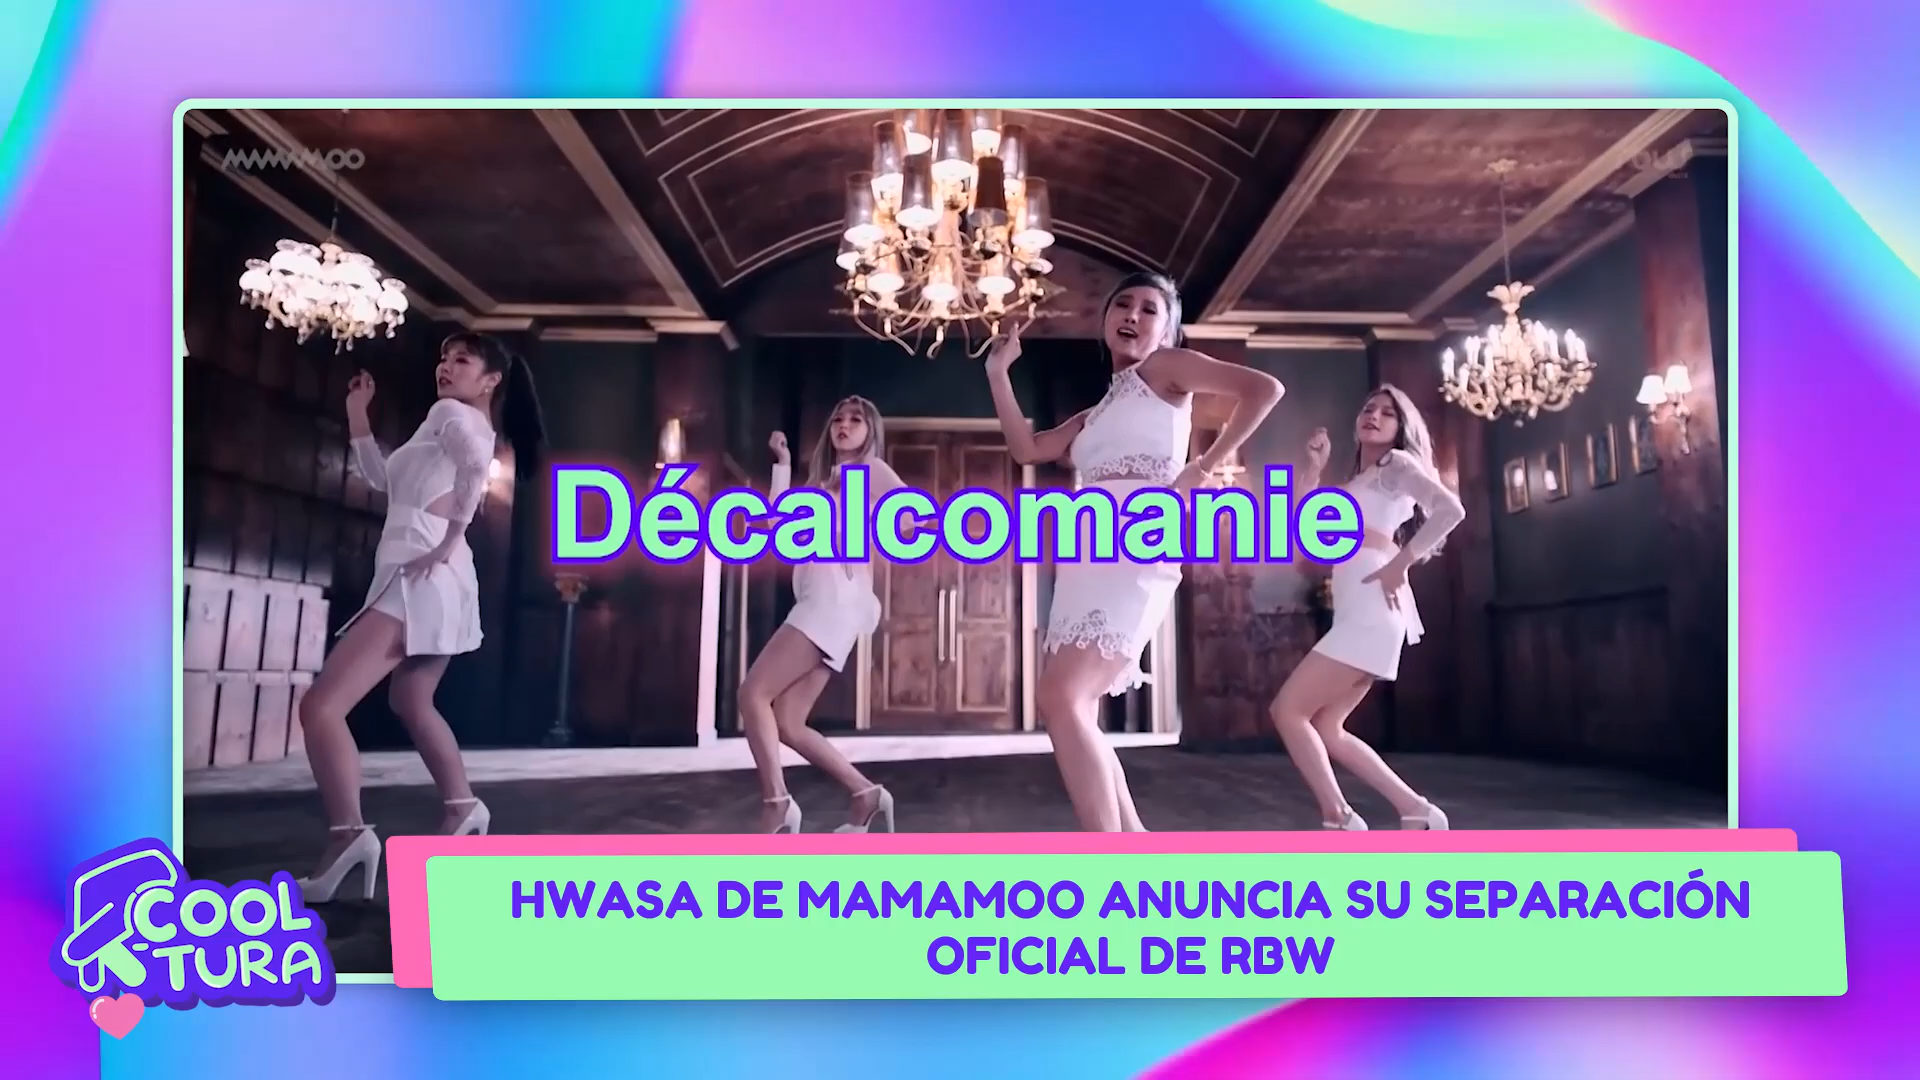 MAMAMOO
Décalcomanie
HWASA DE MAMAMOO ANUNCIA SU SEPARACIÓN
OFICIAL DE RBW
COOL
TURA